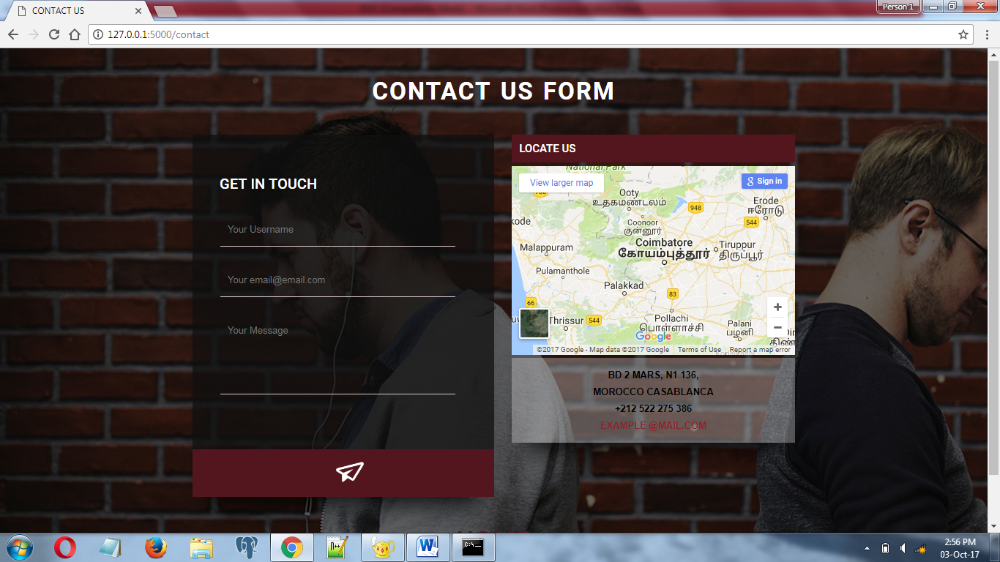 CONTACT US
Person 1
127.0.0.1:5000/contact
CONTACT US FORM
GET IN TOUCH
Your Username
Your email@email.com
Your Message
LOCATE US
National Park
View larger map
Sign in
Ooty
உதகமண்டலம்
948
Erode
ஈரோடு
544
Coonoor
குன்னூர்
Coimbatore
கோயம்புத்தூர்
Tiruppur
திருப்பூர்
Malappuram
Pulamanthole
Palakkad
83
66
Thrissur
544
Pollachi
பொள்ளாச்சி
Palani
பழனி
Google
©2017 Google - Map data ©2017 Google
Terms of Use
Report a map error
BD 2 MARS, N1 136,
MOROCCO CASABLANCA
+212 522 275 386
EXAMPLE @MAIL.COM
2:56 PM
03-Oct-17